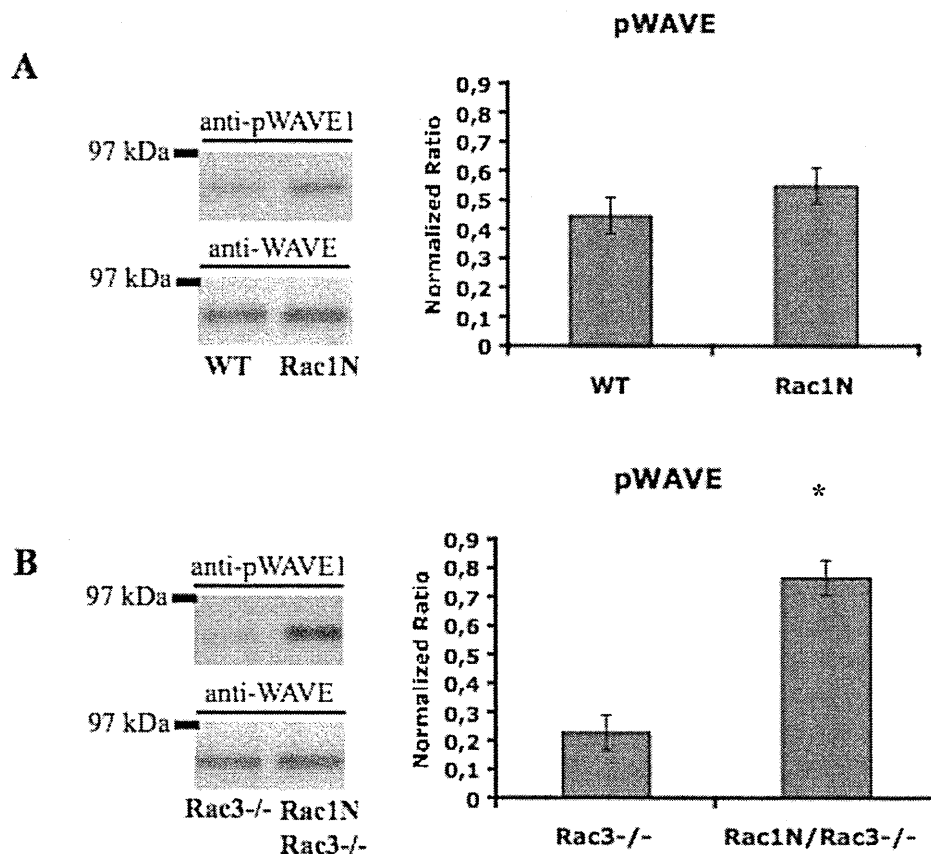 A
anti-pWAVE1
97 kDa
anti-WAVE
97 kDa
WT Rac1N
pWAVE
Normalized Ratio
0,9
0,8
0,7
0,6
0,5
0,4
0,3
0,2
0,1
0
WT Rac1N
B
anti-pWAVE1
97 kDa
anti-WAVE
97 kDa
Rac3-/- Rac1N
Rac3-/-
pWAVE
*
Normalized Ratio
0,9
0,8
0,7
0,6
0,5
0,4
0,3
0,2
0,1
0
Rac3-/- Rac1N/Rac3-/-